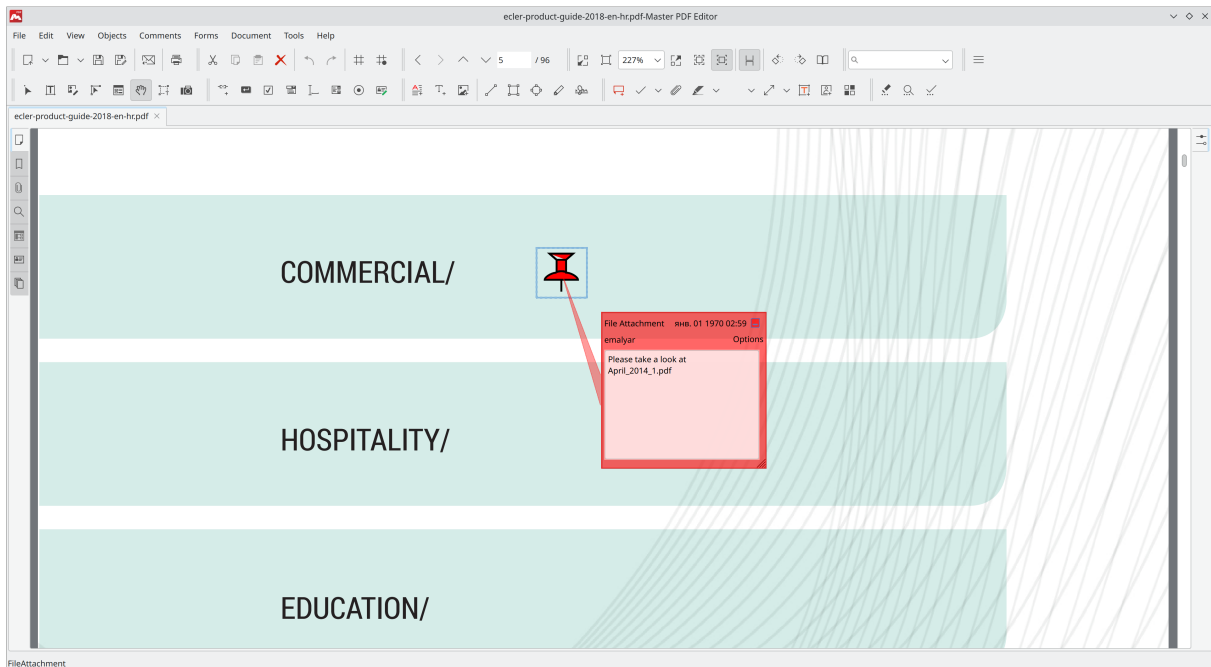 ecler-product-guide-2018-en-hr.pdf-Master PDF Editor
File Edit View Objects Comments Forms Document Tools Help
5 / 96 227%
ecler-product-guide-2018-en-hr.pdf
COMMERCIAL/
File Attachment янв. 01 1970 02:59
emalyar Options
Please take a look at
April_2014_1.pdf
HOSPITALITY/
EDUCATION/
FileAttachment